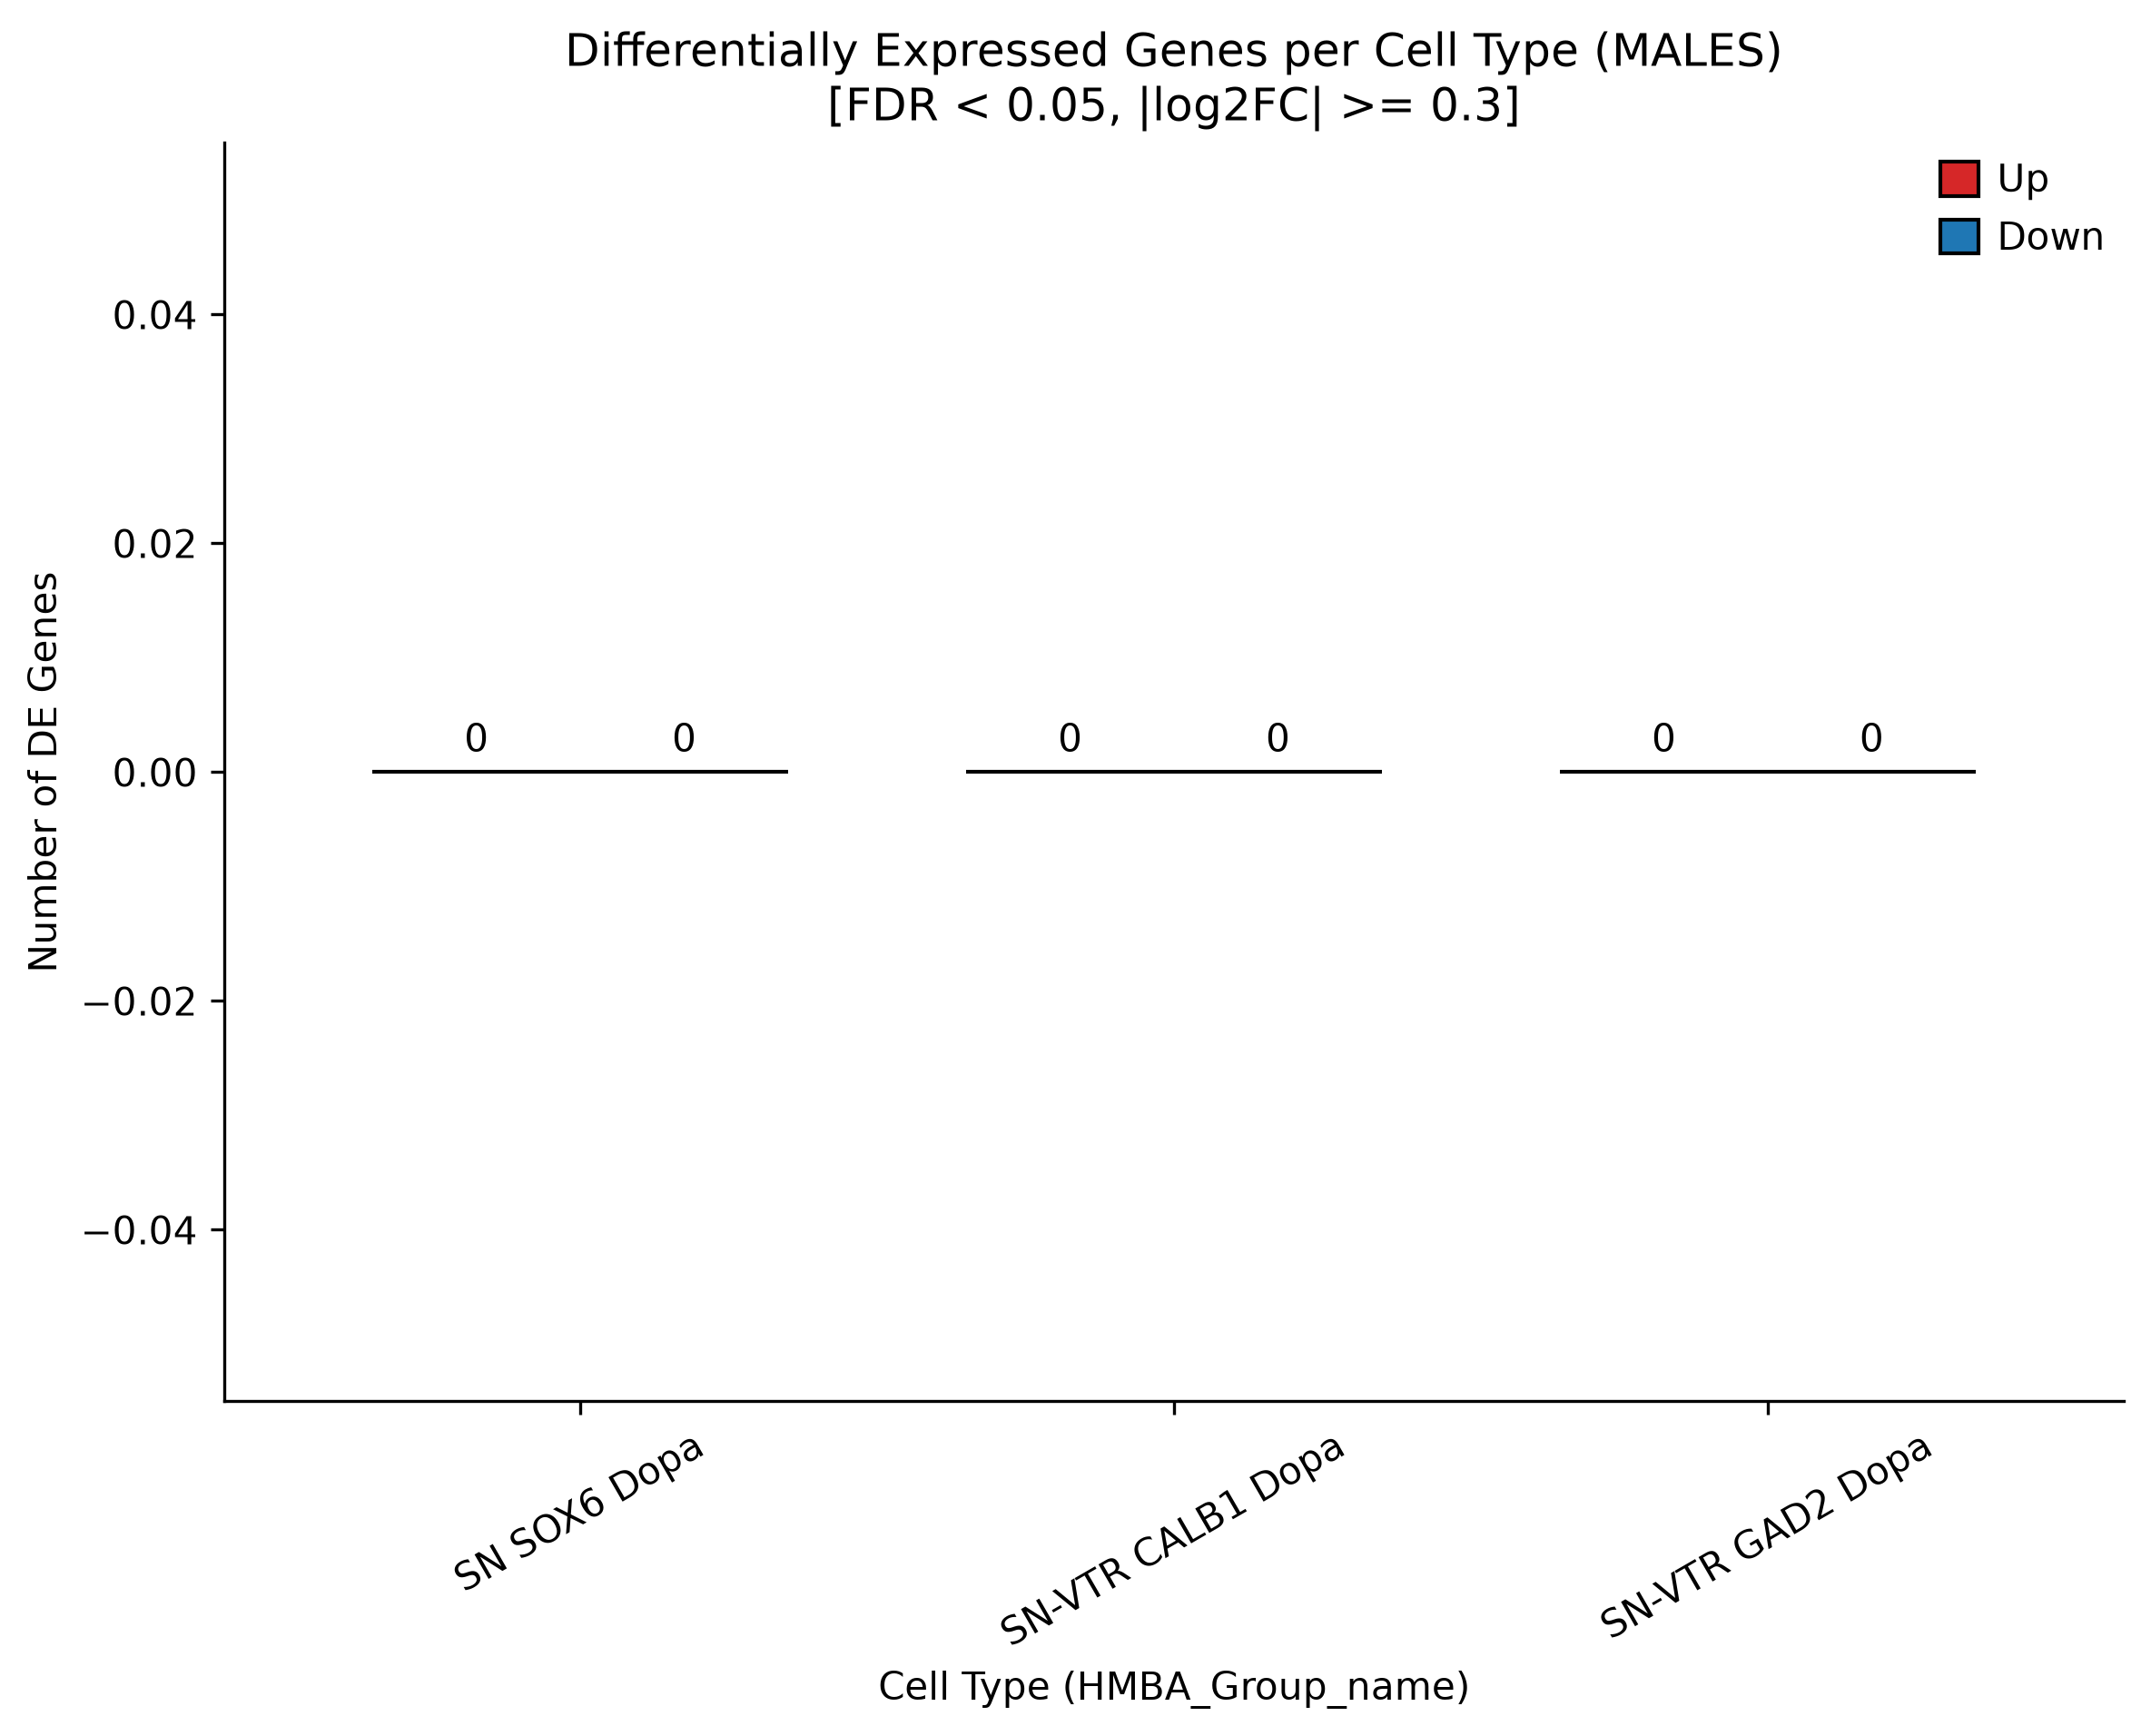 Differentially Expressed Genes per Cell Type (MALES)
[FDR < 0.05, |log2FC| >= 0.3]
Up
Down
Number of DE Genes
0.04
0.02
0.00
−0.02
−0.04
0 0 0 0 0 0
SN SOX6 Dopa
SN-VTR CALB1 Dopa
SN-VTR GAD2 Dopa
Cell Type (HMBA_Group_name)